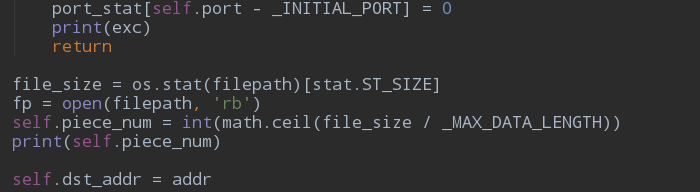 port_stat[self.port - _INITIAL_PORT] = 0
print(exc)
return
file_size = os.stat(filepath)[stat.ST_SIZE]
fp = open(filepath, 'rb')
self.piece_num = int(math.ceil(file_size / _MAX_DATA_LENGTH))
print(self.piece_num)
self.dst_addr = addr